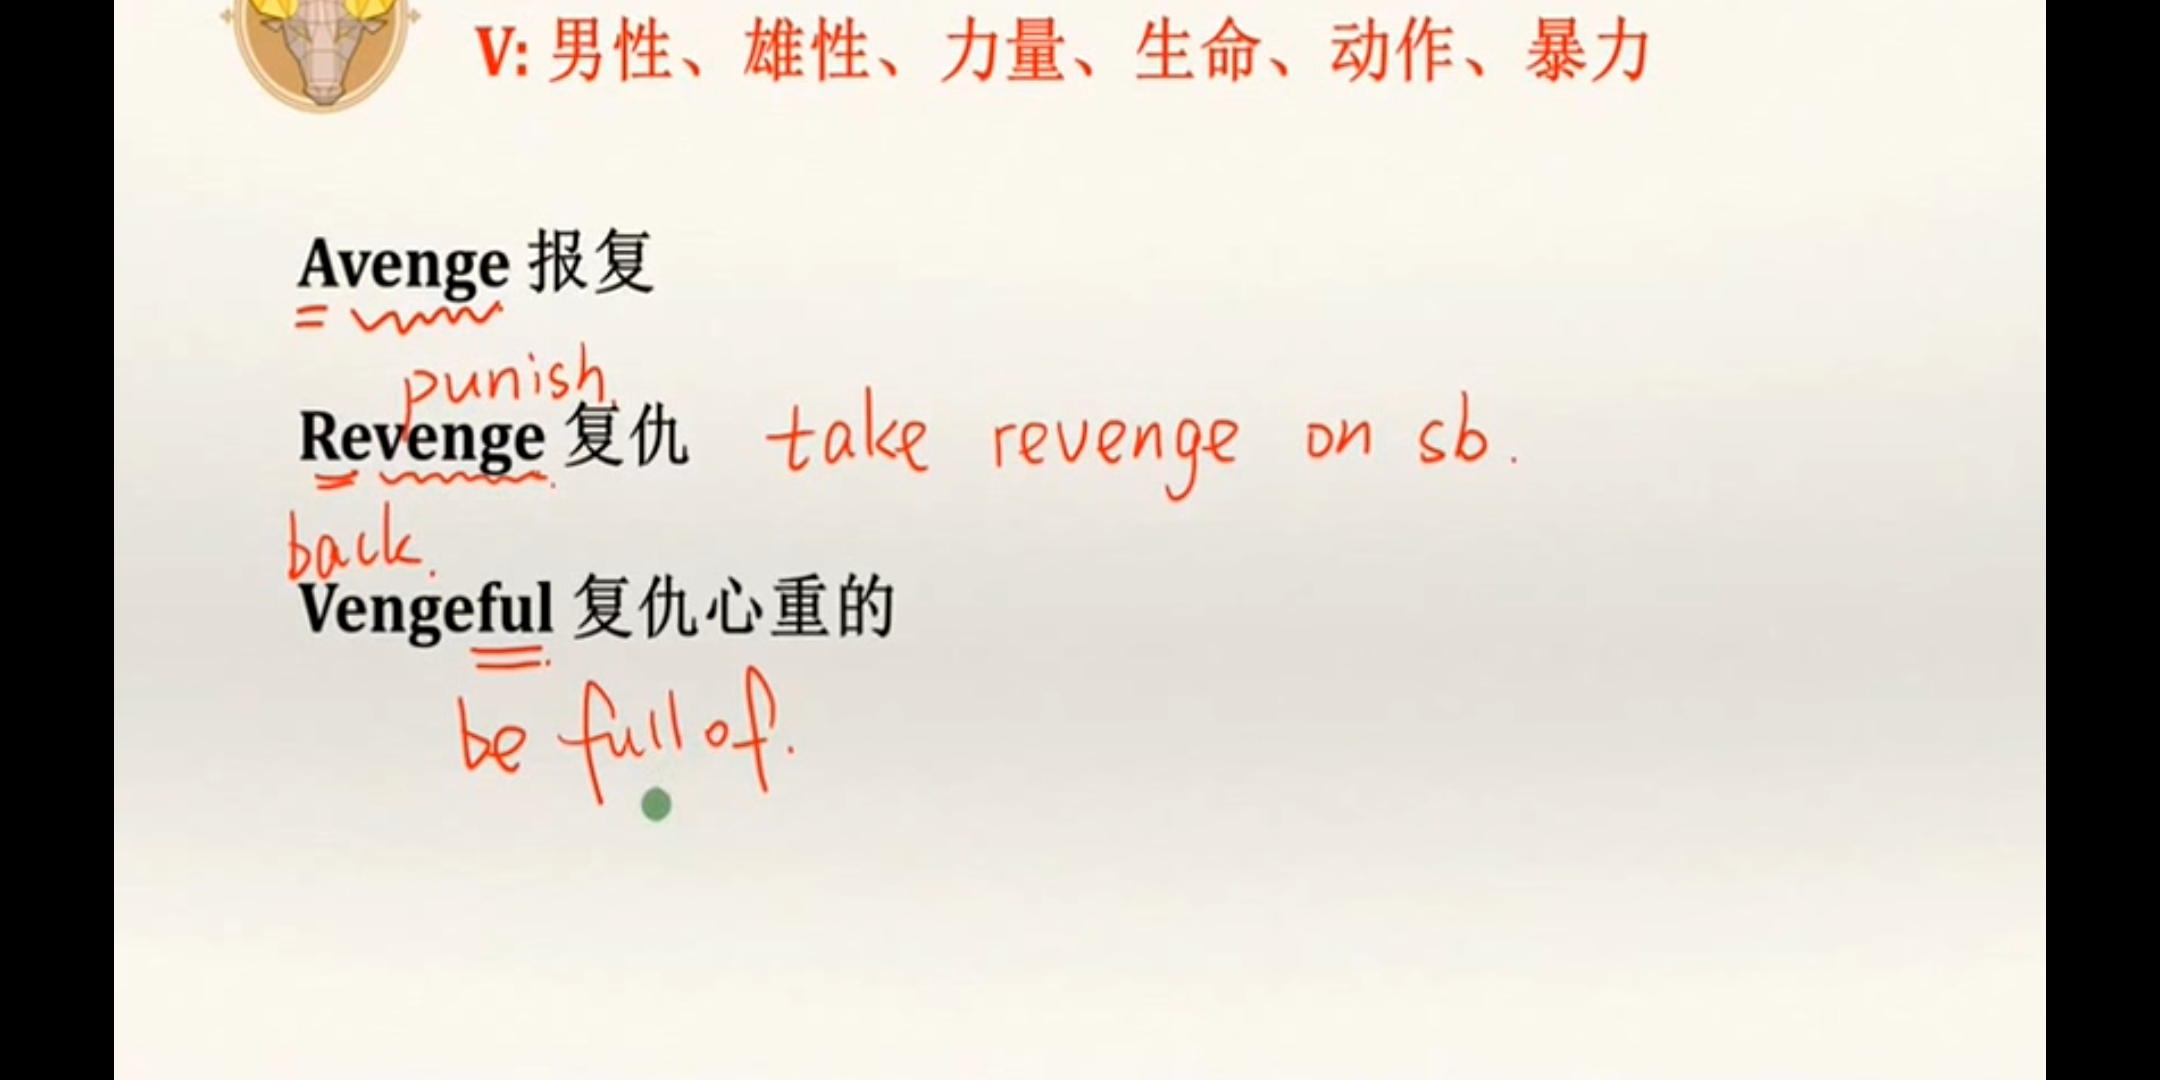 V: 男性、雄性、力量、生命、动作、暴力
Avenge 报复
punish
Revenge 复仇 take revenge on sb.
back.
Vengeful 复仇心重的
be full of.